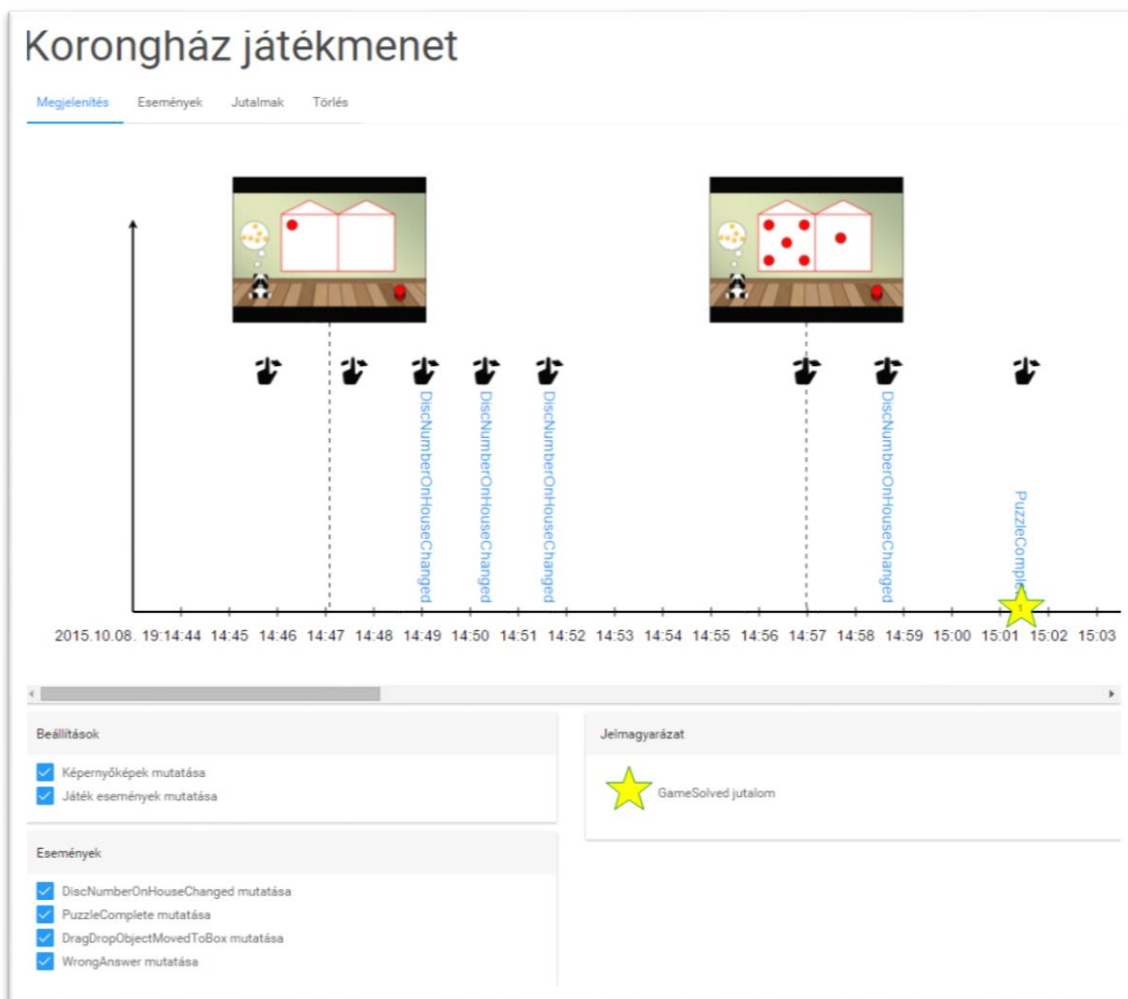 Korongház játékmenet
Megjelenítés Események Jutalmak Törlés
DiscNumberOnHouseChanged
DiscNumberOnHouseChanged
DiscNumberOnHouseChanged
DiscNumberOnHouseChanged
PuzzleComple
1
2015.10.08. 19:14:44 14:45 14:46 14:47 14:48 14:49 14:50 14:51 14:52 14:53 14:54 14:55 14:56 14:57 14:58 14:59 15:00 15:01 15:02 15:03
Beállítások
Képernyőképek mutatása
Játék események mutatása
Jelmagyarázat
GameSolved jutalom
Események
DiscNumberOnHouseChanged mutatása
PuzzleComplete mutatása
DragDropObjectMovedToBox mutatása
WrongAnswer mutatása